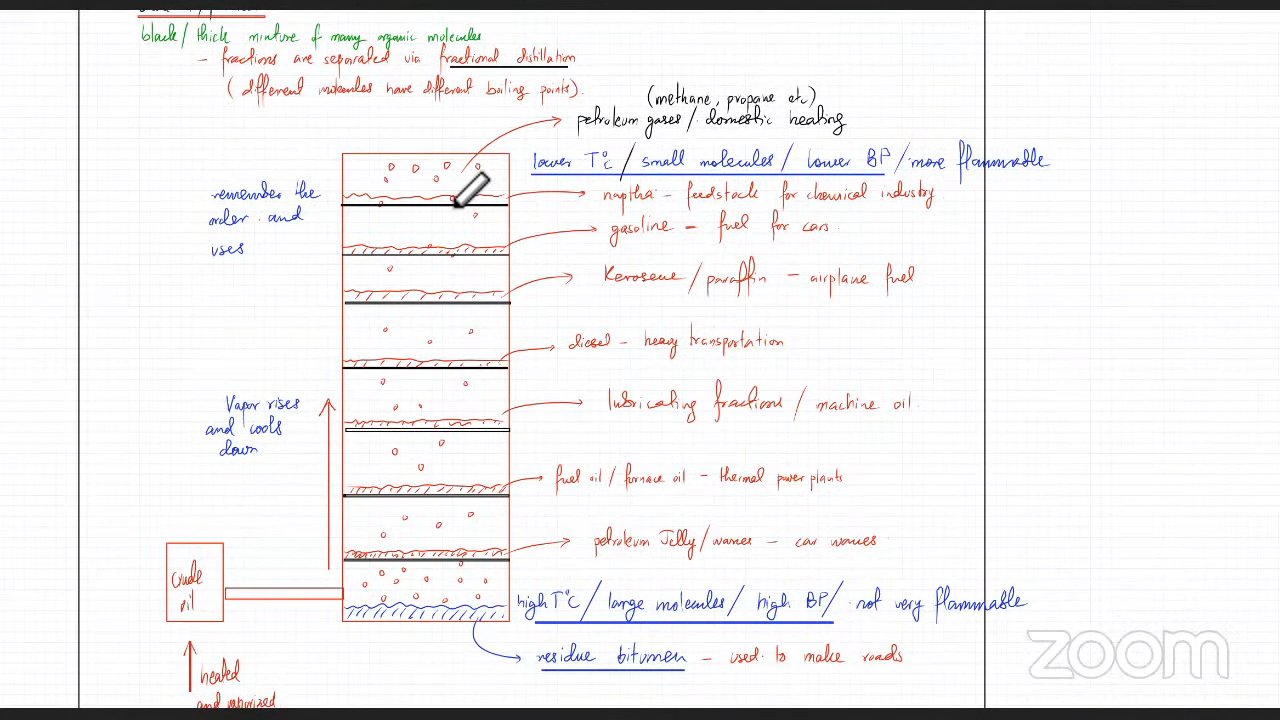 black/ thick mixture of many organic molecules
- fractions are separated via fractional distillation
( different molecules have different boiling points).
(methane, propane etc)
petroleum gases / domestic heating
lower T°C / small molecules / lower BP / more flammable
remember the
order and
uses
naptha - feedstock for chemical industry
gasoline - fuel for cars
Kerosene / paraffin - airplane fuel
diesel - heavy transportation
Vapor rises
and cools
down
lubricating fractions / machine oil
fuel oil / furnace oil - thermal power plants
petroleum Jelly / waxes - car waxes
crude
oil
high T°C / large molecules / high BP / not very flammable
residue bitumen - used to make roads
heated
and vaporized
zoom